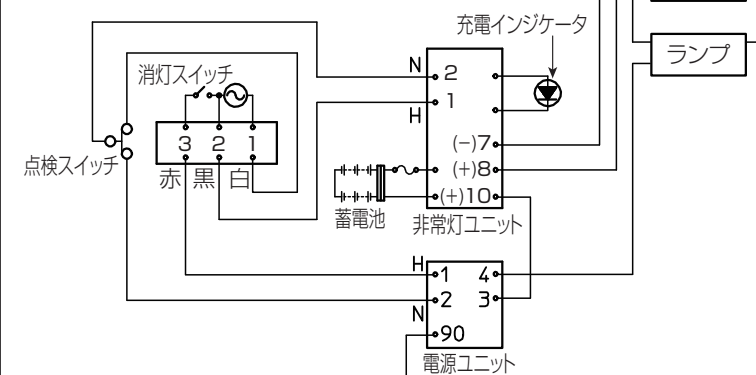 充電インジケータ
ランプ
N
2
消灯スイッチ
1
H
3 2 1
(−)7
点検スイッチ
(+)8
赤 黒 白
(+)10
蓄電池
非常灯ユニット
H
1 4
2 3
N
90
電源ユニット